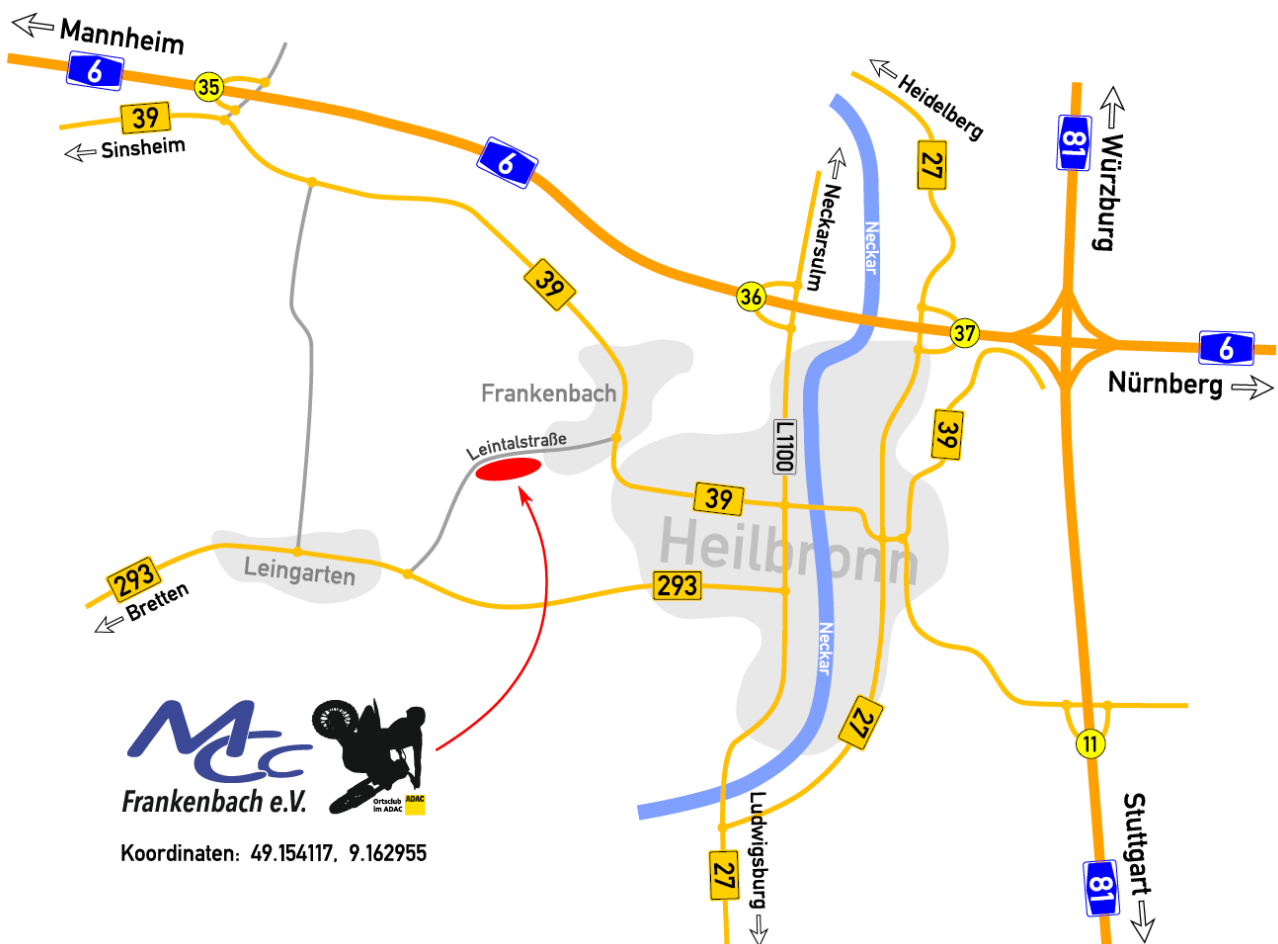 Mannheim
6
35
39
Sinsheim
6
Heidelberg
27
81
Würzburg
Neckarsulm
Neckar
39
36
37
6
Nürnberg
Frankenbach
Leintalstraße
L1100
39
39
Heilbronn
293
Bretten
Leingarten
293
Neckar
27
11
MCC
Frankenbach e.V.
Ortsclub
im ADAC
ADAC
Koordinaten: 49.154117, 9.162955
27
Ludwigsburg
Stuttgart
81